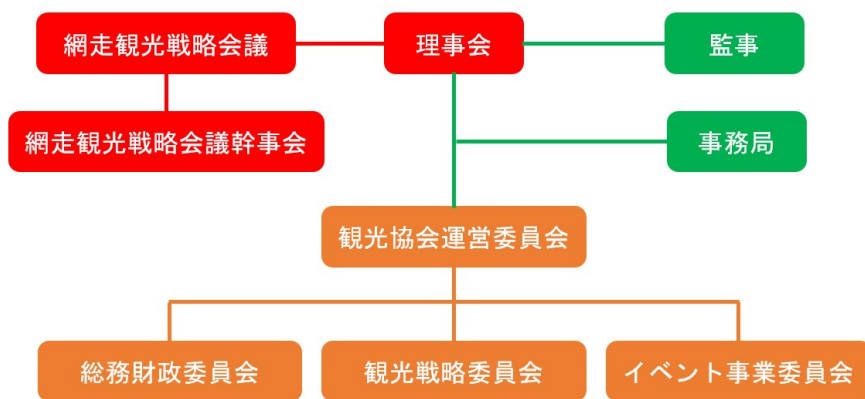 網走観光戦略会議
理事会
監事
網走観光戦略会議幹事会
事務局
観光協会運営委員会
総務財政委員会
観光戦略委員会
イベント事業委員会